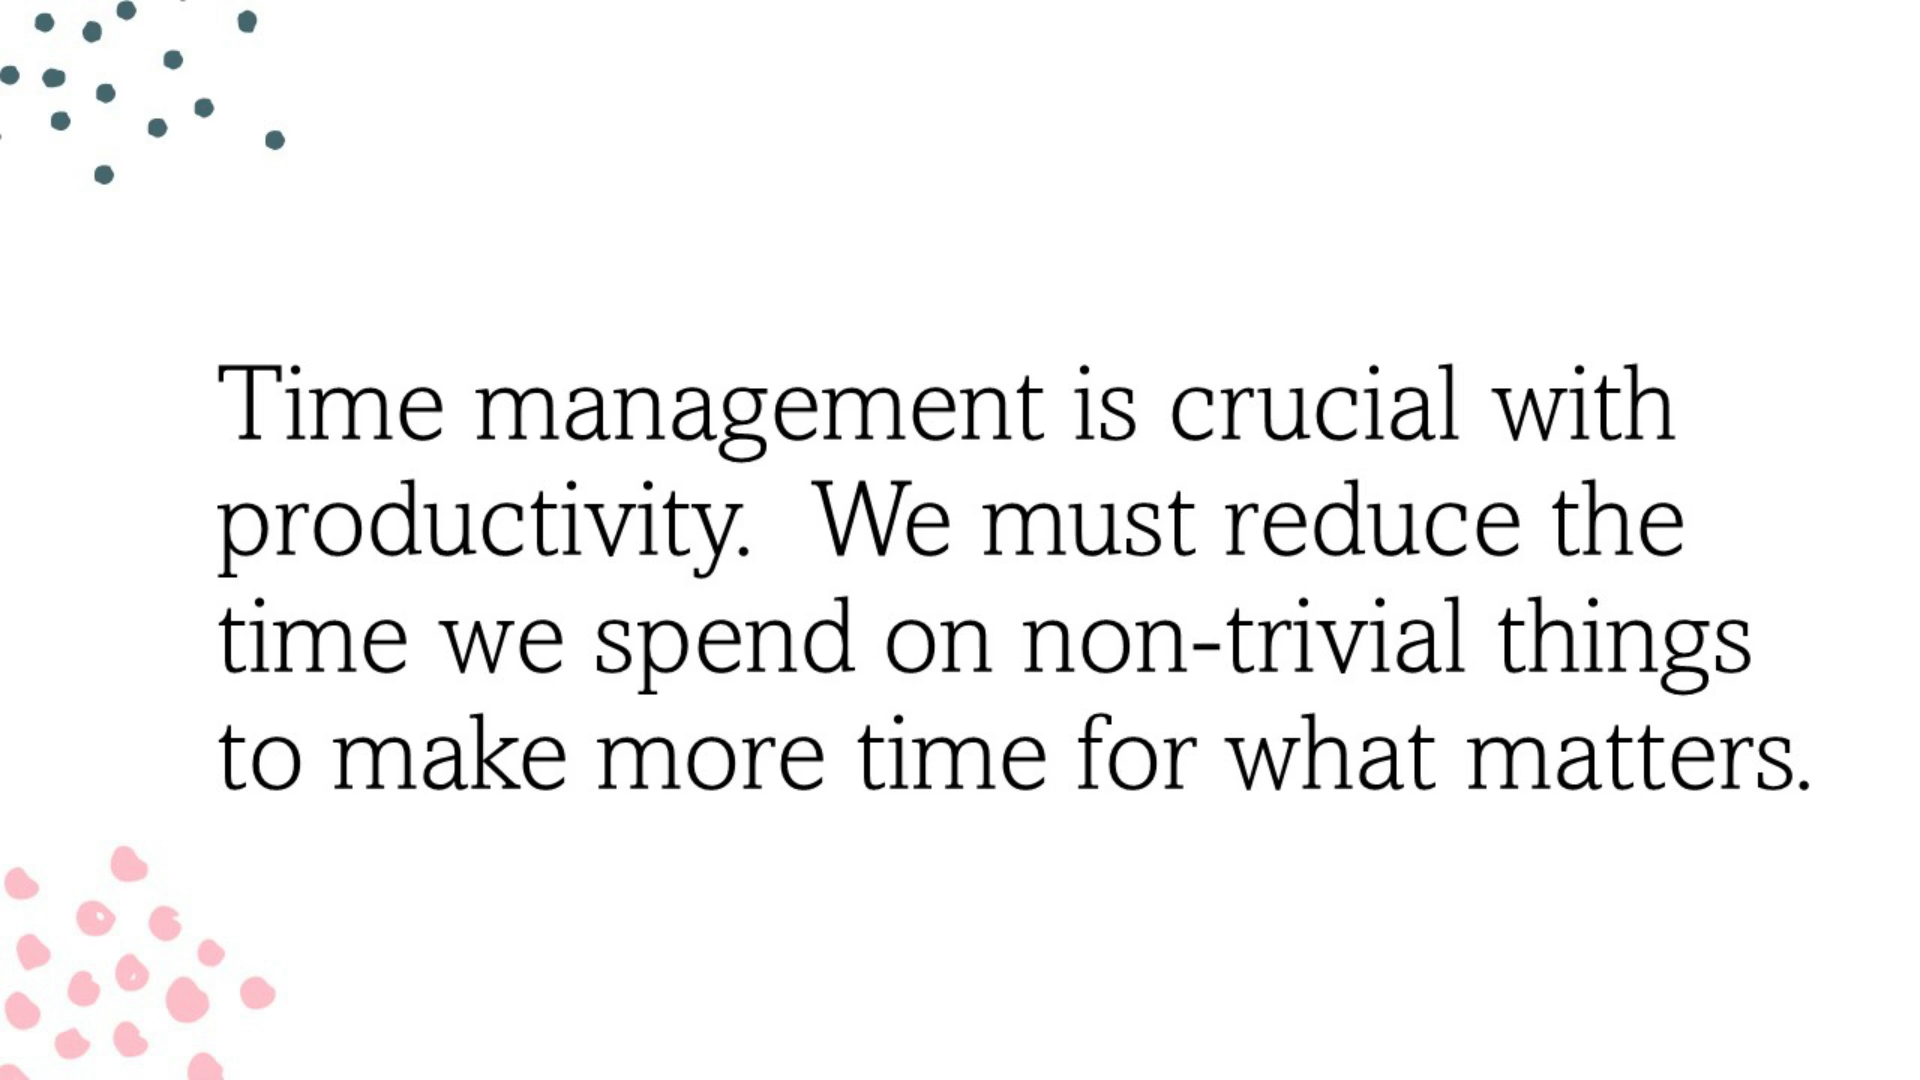 Time management is crucial with
productivity.  We must reduce the
time we spend on non-trivial things
to make more time for what matters.